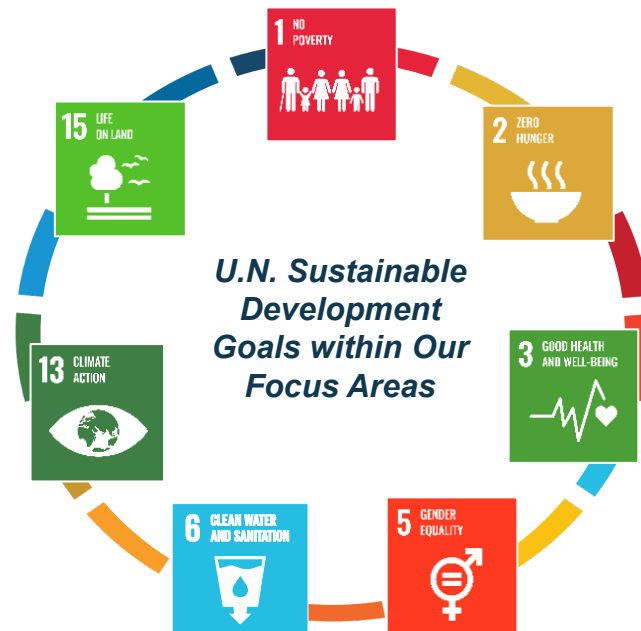 1 NO
POVERTY
2 ZERO
HUNGER
3 GOOD HEALTH
AND WELL-BEING
5 GENDER
EQUALITY
6 CLEAN WATER
AND SANITATION
13 CLIMATE
ACTION
15 LIFE
ON LAND
U.N. Sustainable
Development
Goals within Our
Focus Areas